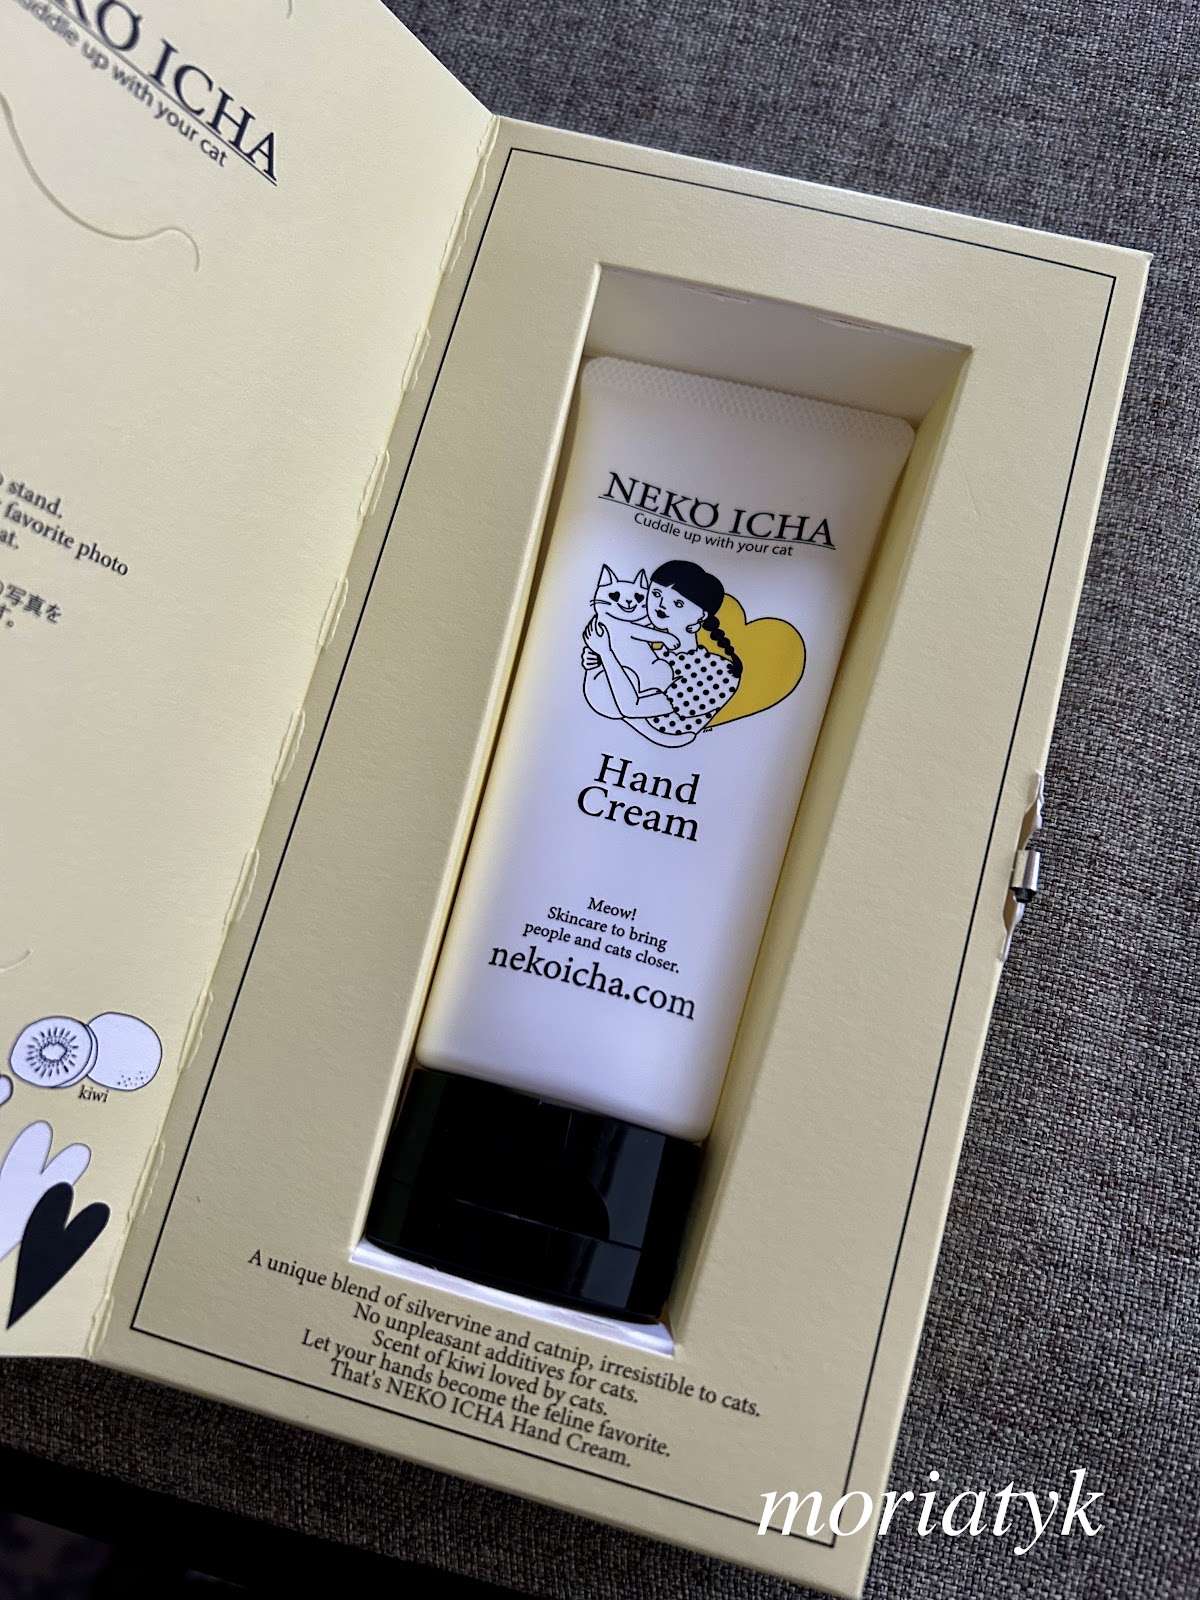 NEKO ICHA
Cuddle up with your cat
stand.
favorite photo
写真を
kiwi
NEKO ICHA
Cuddle up with your cat
Hand
Cream
Meow!
Skincare to bring
people and cats closer.
nekoicha.com
A unique blend of silvervine and catnip, irresistible to cats.
No unpleasant additives for cats.
Scent of kiwi loved by cats.
Let your hands become the feline favorite.
That's NEKO ICHA Hand Cream.
moriatyk